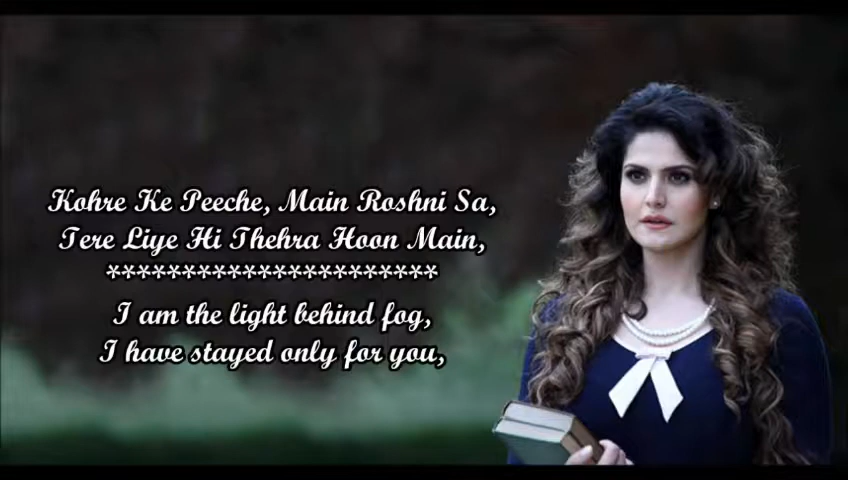 Kohre Ke Peeche, Main Roshni Sa,
Tere Liye Hi Thehra Hoon Main,
**********************
I am the light behind fog,
I have stayed only for you,